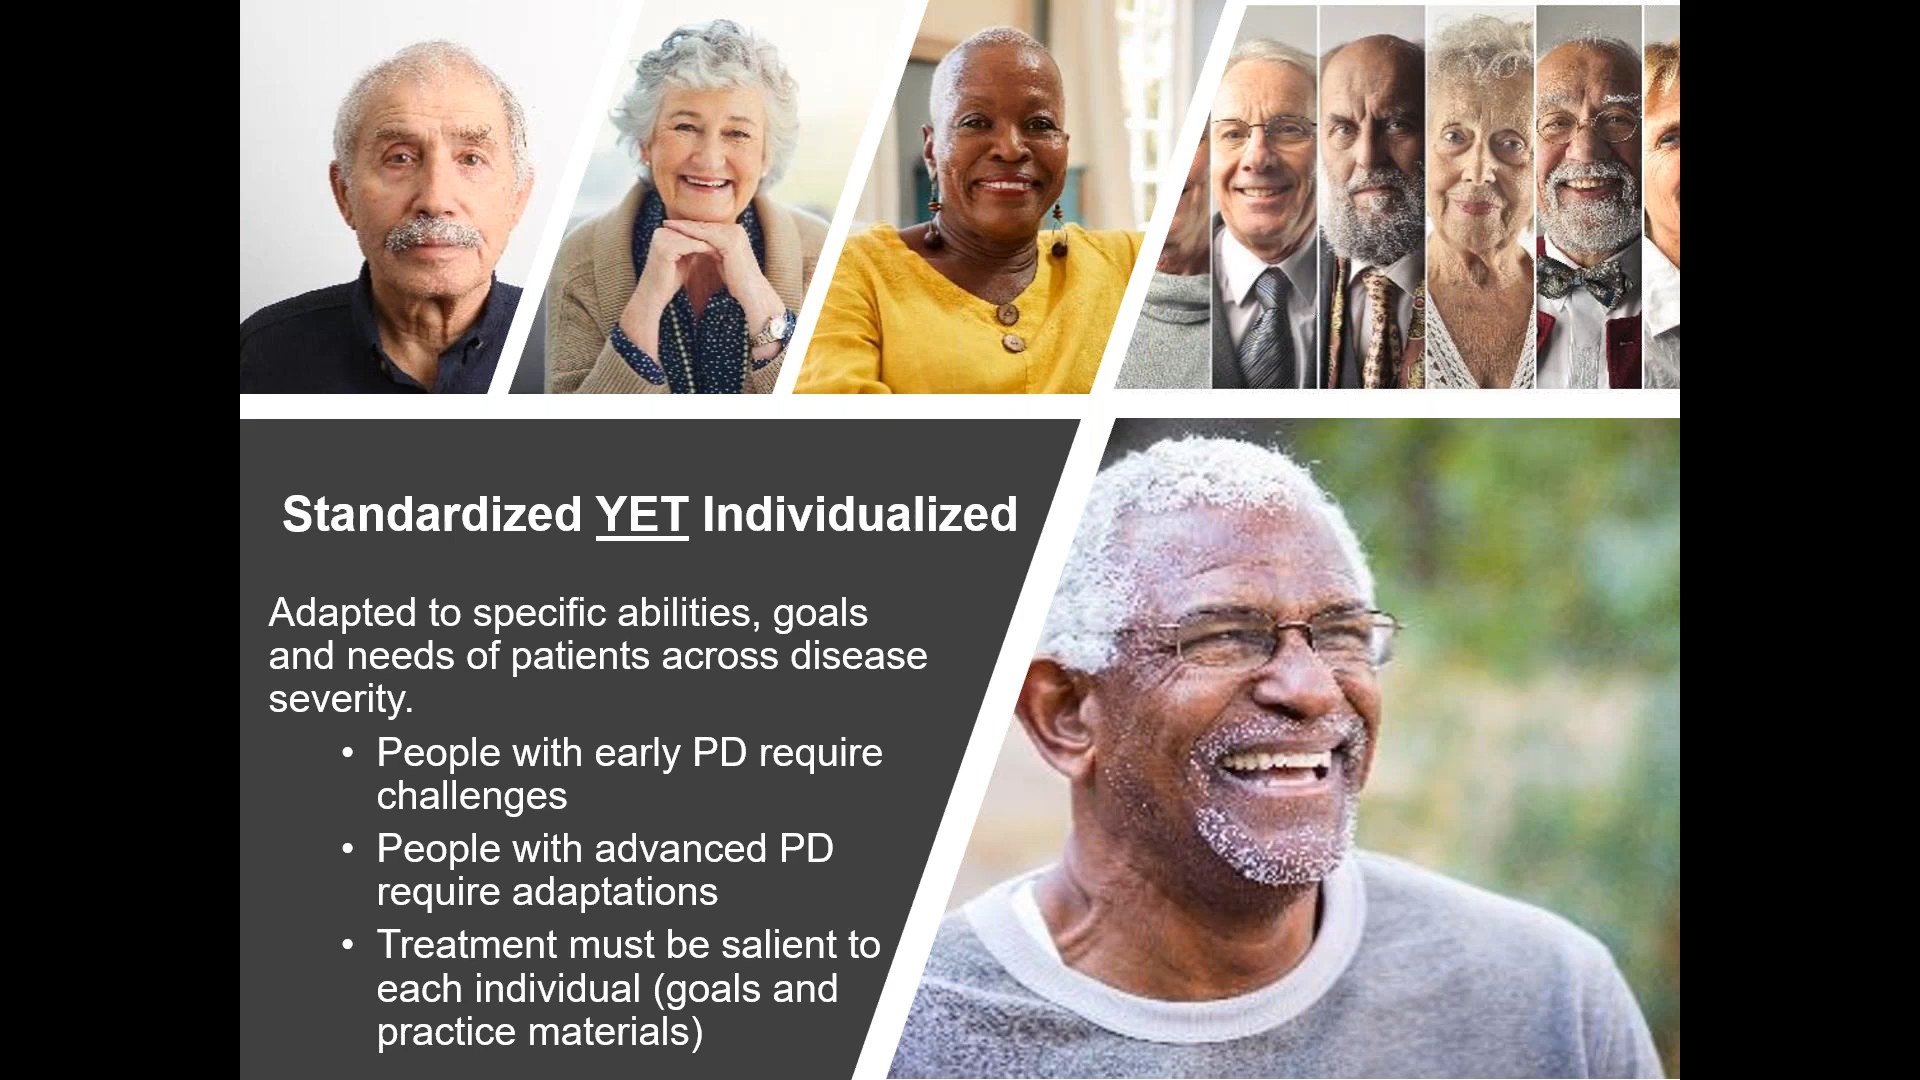 Standardized YET Individualized
Adapted to specific abilities, goals
and needs of patients across disease
severity.
• People with early PD require
challenges
• People with advanced PD
require adaptations
• Treatment must be salient to
each individual (goals and
practice materials)